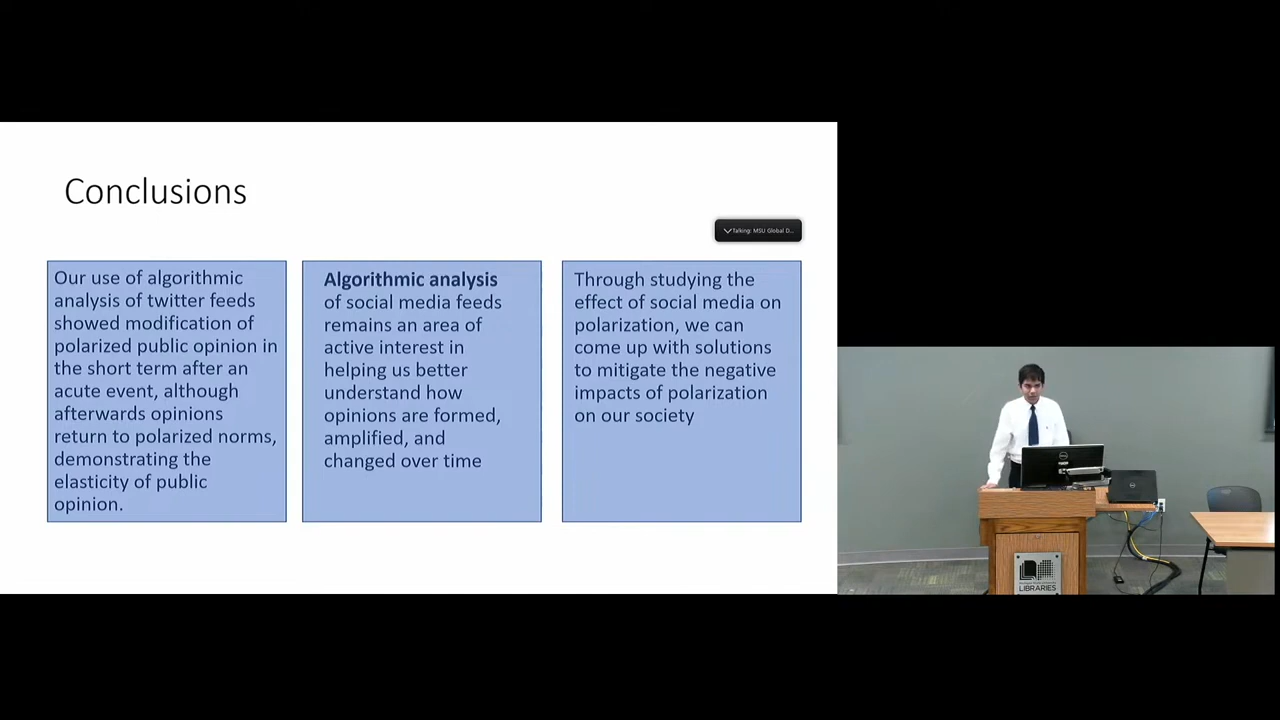 Conclusions
Talking: MSU Global D...
Our use of algorithmic
analysis of twitter feeds
showed modification of
polarized public opinion in
the short term after an
acute event, although
afterwards opinions
return to polarized norms,
demonstrating the
elasticity of public
opinion.
Algorithmic analysis
of social media feeds
remains an area of
active interest in
helping us better
understand how
opinions are formed,
amplified, and
changed over time
Through studying the
effect of social media on
polarization, we can
come up with solutions
to mitigate the negative
impacts of polarization
on our society
LIBRARIES